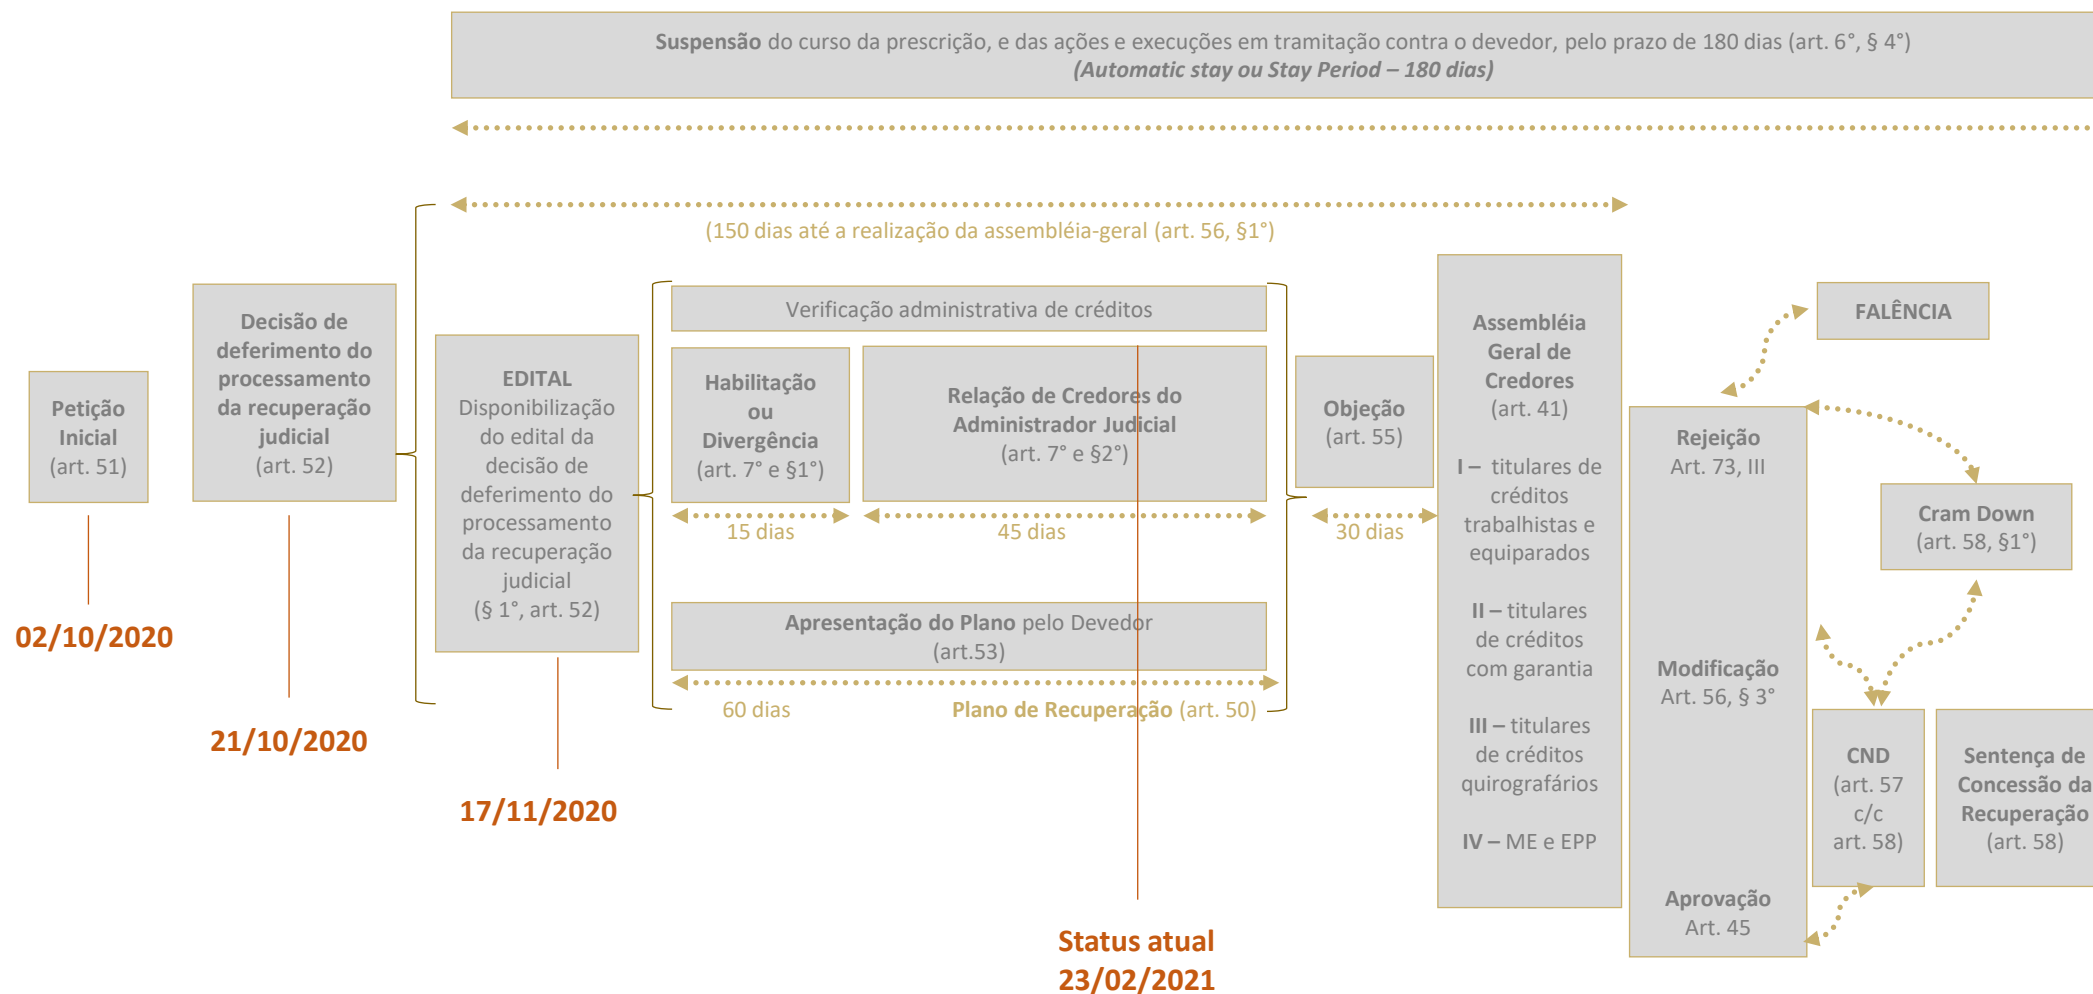 Suspensão do curso da prescrição, e das ações e execuções em tramitação contra o devedor, pelo prazo de 180 dias (art. 6°, § 4°)
(Automatic stay ou Stay Period – 180 dias)
(150 dias até a realização da assembléia-geral (art. 56, §1°)
Petição
Inicial
(art. 51)
02/10/2020
Decisão de
deferimento do
processamento
da recuperação
judicial
(art. 52)
21/10/2020
EDITAL
Disponibilização
do edital da
decisão de
deferimento do
processamento
da recuperação
judicial
(§ 1°, art. 52)
17/11/2020
Verificação administrativa de créditos
Habilitação
ou
Divergência
(art. 7° e §1°)
15 dias
Relação de Credores do
Administrador Judicial
(art. 7° e §2°)
45 dias
Apresentação do Plano pelo Devedor
(art.53)
60 dias
Plano de Recuperação (art. 50)
Status atual
23/02/2021
Objeção
(art. 55)
30 dias
Assembléia
Geral de
Credores
(art. 41)
I – titulares de
créditos
trabalhistas e
equiparados
II – titulares
de créditos
com garantia
III – titulares
de créditos
quirografários
IV – ME e EPP
Rejeição
Art. 73, III
Modificação
Art. 56, § 3°
Aprovação
Art. 45
FALÊNCIA
Cram Down
(art. 58, §1°)
CND
(art. 57
c/c
art. 58)
Sentença de
Concessão da
Recuperação
(art. 58)